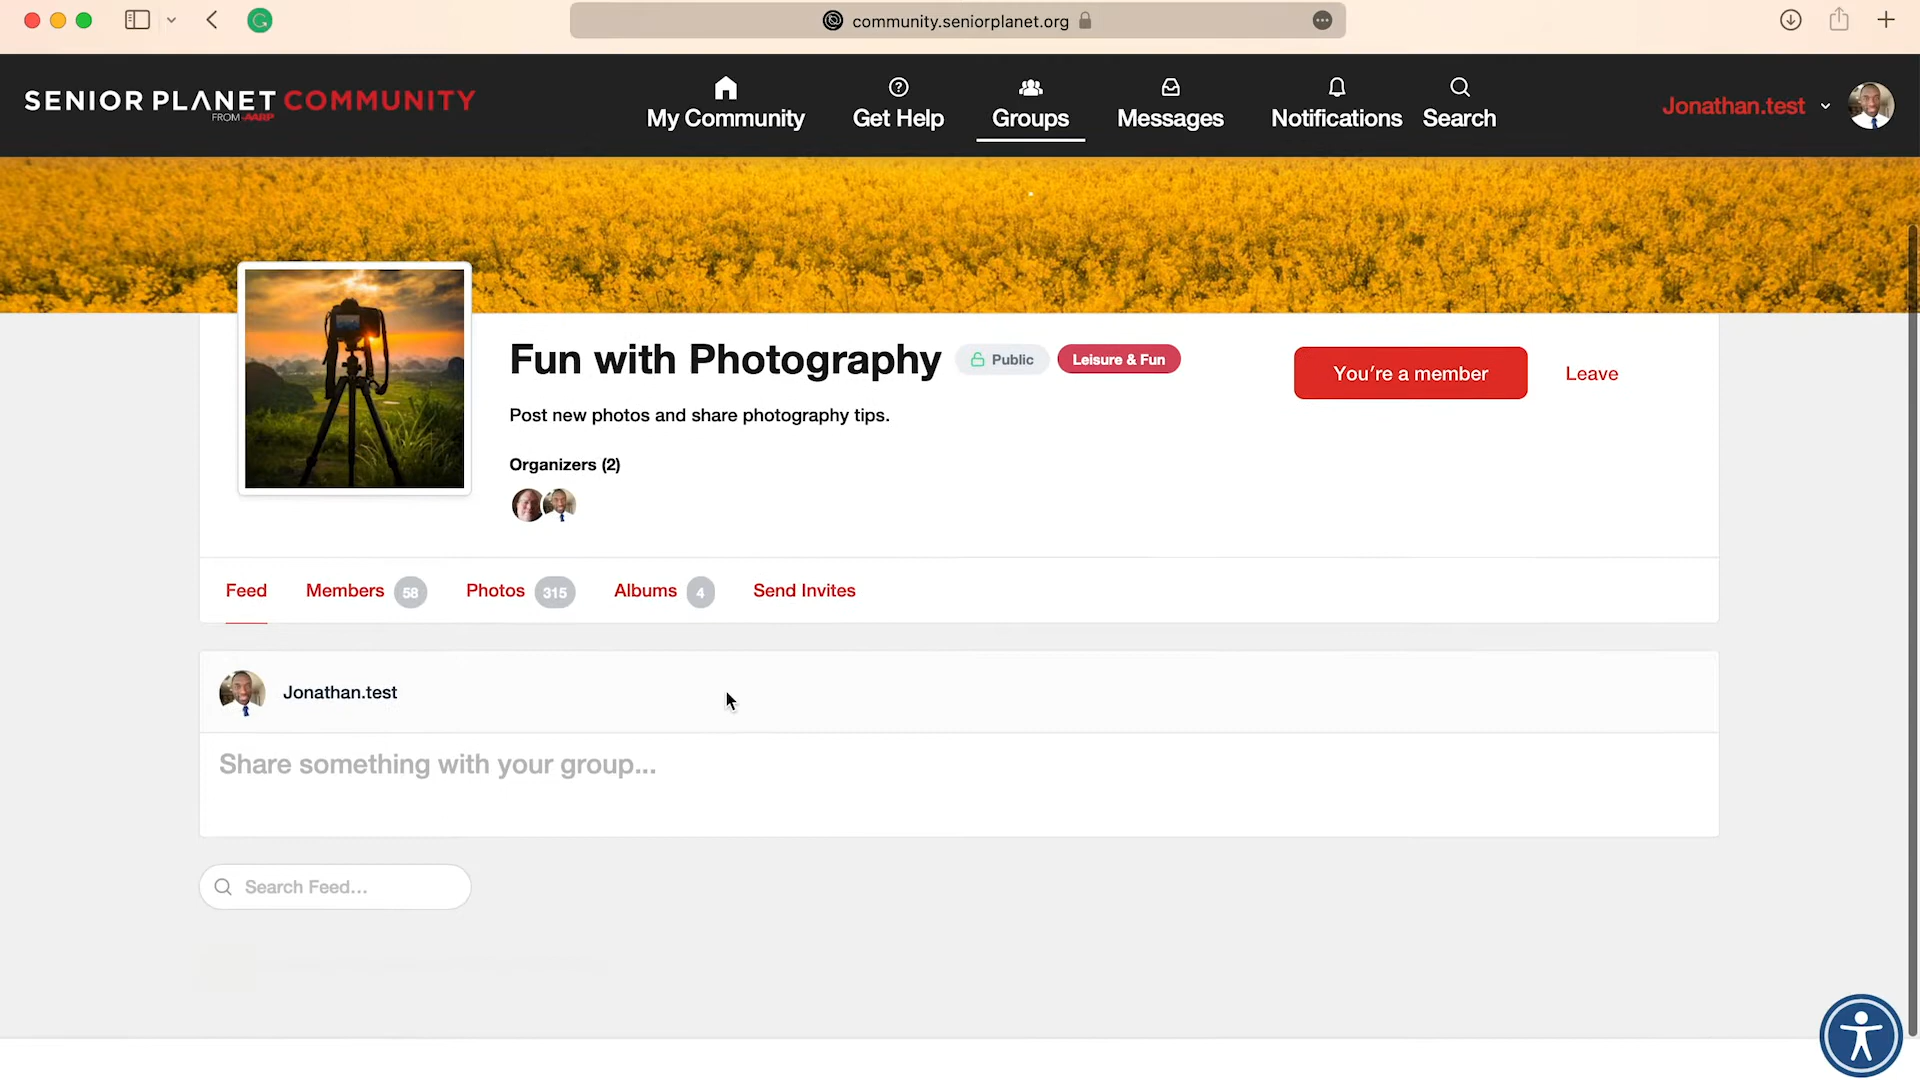 community.seniorplanet.org
SENIOR PLANET COMMUNITY
FROM AARP
My Community
Get Help
Groups
Messages
Notifications
Search
Jonathan.test
Fun with Photography
Public
Leisure & Fun
You're a member
Leave
Post new photos and share photography tips.
Organizers (2)
Feed
Members 58
Photos 315
Albums 4
Send Invites
Jonathan.test
Share something with your group...
Search Feed...